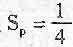 Sₚ = 1/4